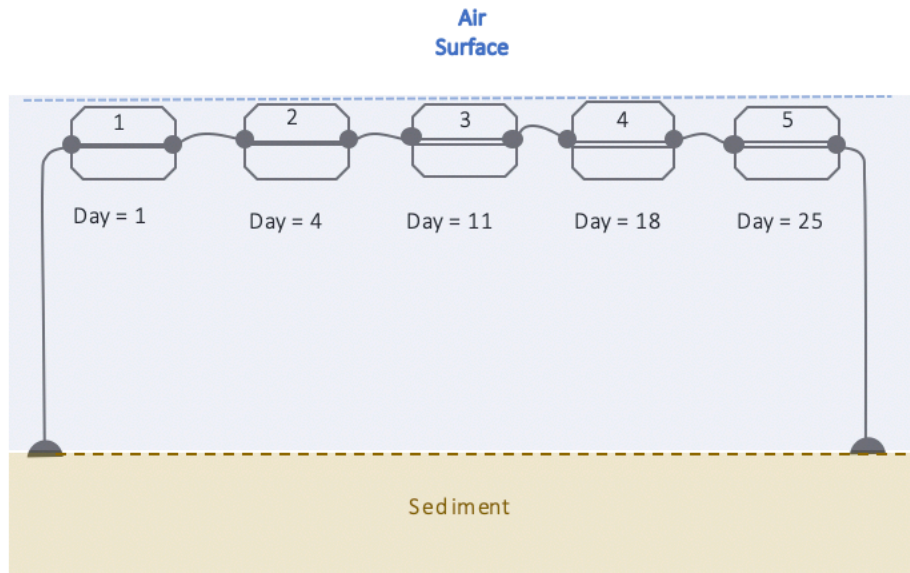 Air
Surface
1
2
3
4
5
Day = 1
Day = 4
Day = 11
Day = 18
Day = 25
Sediment